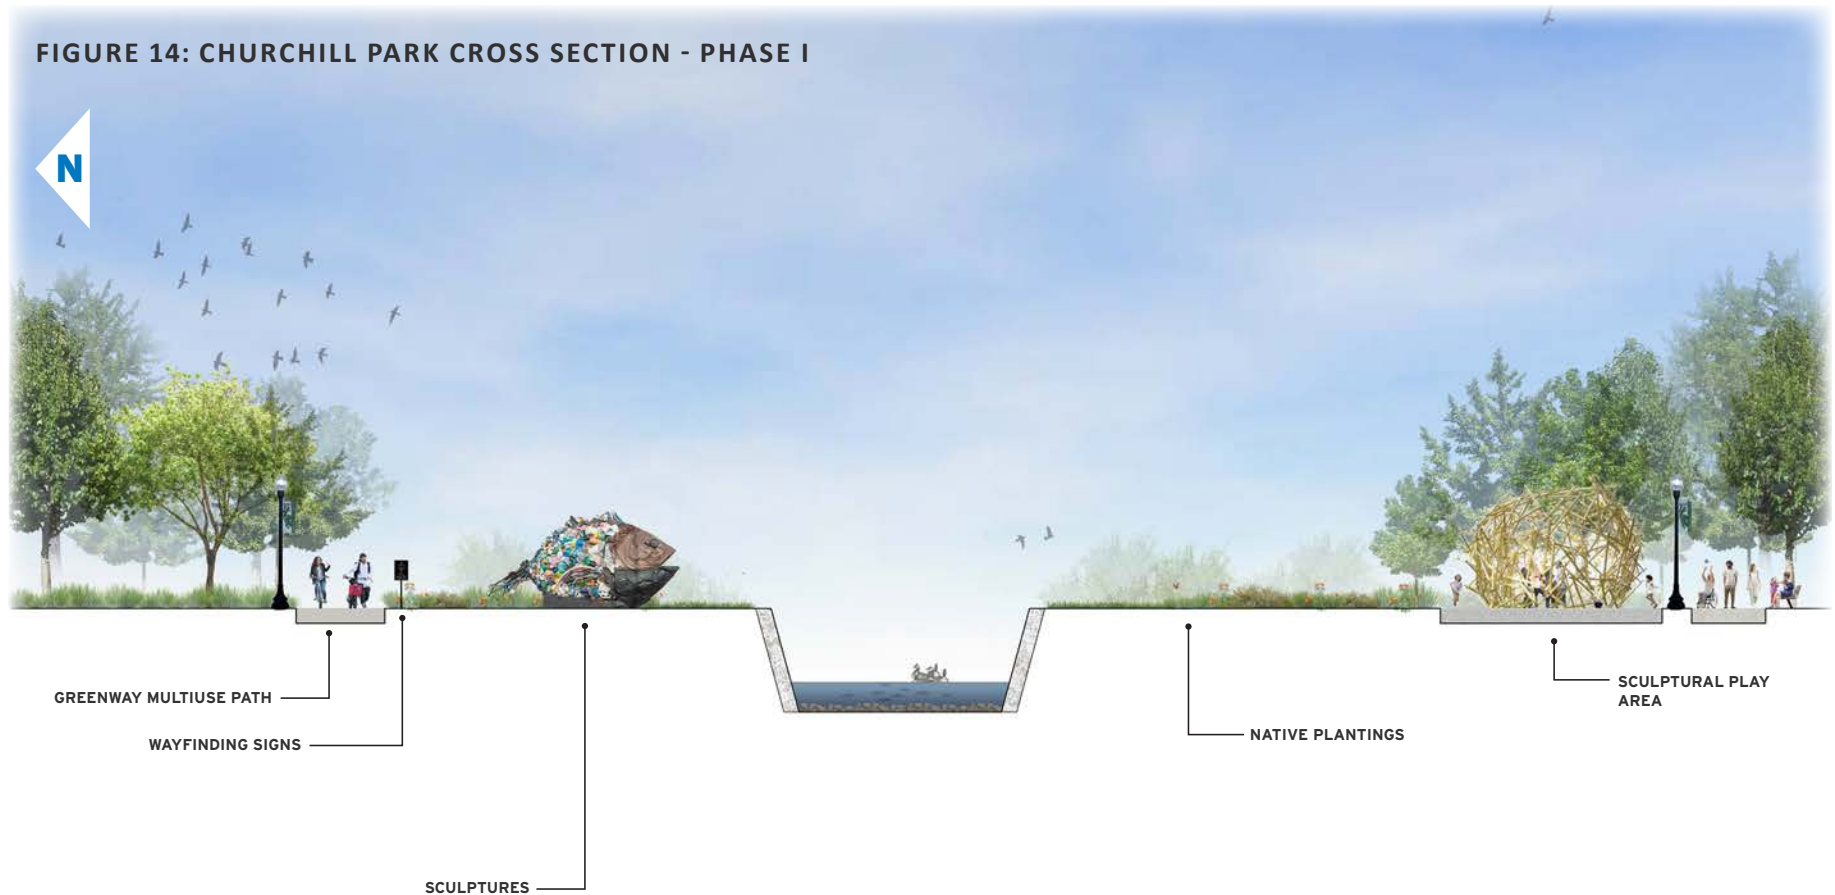 FIGURE 14: CHURCHILL PARK CROSS SECTION - PHASE I
N
GREENWAY MULTIUSE PATH
WAYFINDING SIGNS
SCULPTURES
NATIVE PLANTINGS
SCULPTURAL PLAY
AREA